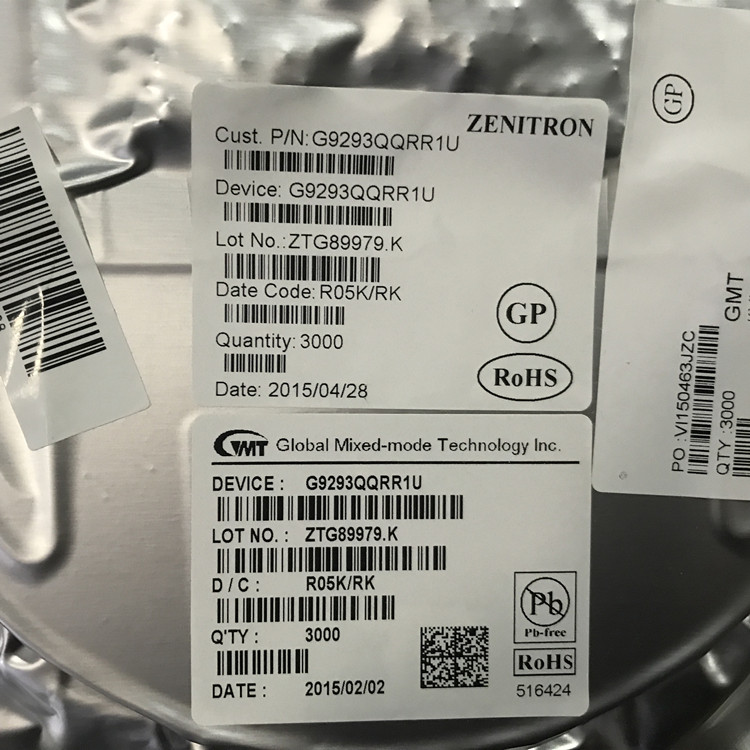 ZENITRON
Cust. P/N:G9293QQRR1U
Device: G9293QQRR1U
Lot No.:ZTG89979.K
Date Code: R05K/RK
Quantity: 3000
Date: 2015/04/28
GP
RoHS
GMT Global Mixed-mode Technology Inc.
DEVICE : G9293QQRR1U
LOT NO. : ZTG89979.K
D / C : R05K/RK
Q'TY : 3000
DATE : 2015/02/02
Pb
Pb-free
RoHS
516424
GP
GMT
PO :VI150463JZC
QTY :3000